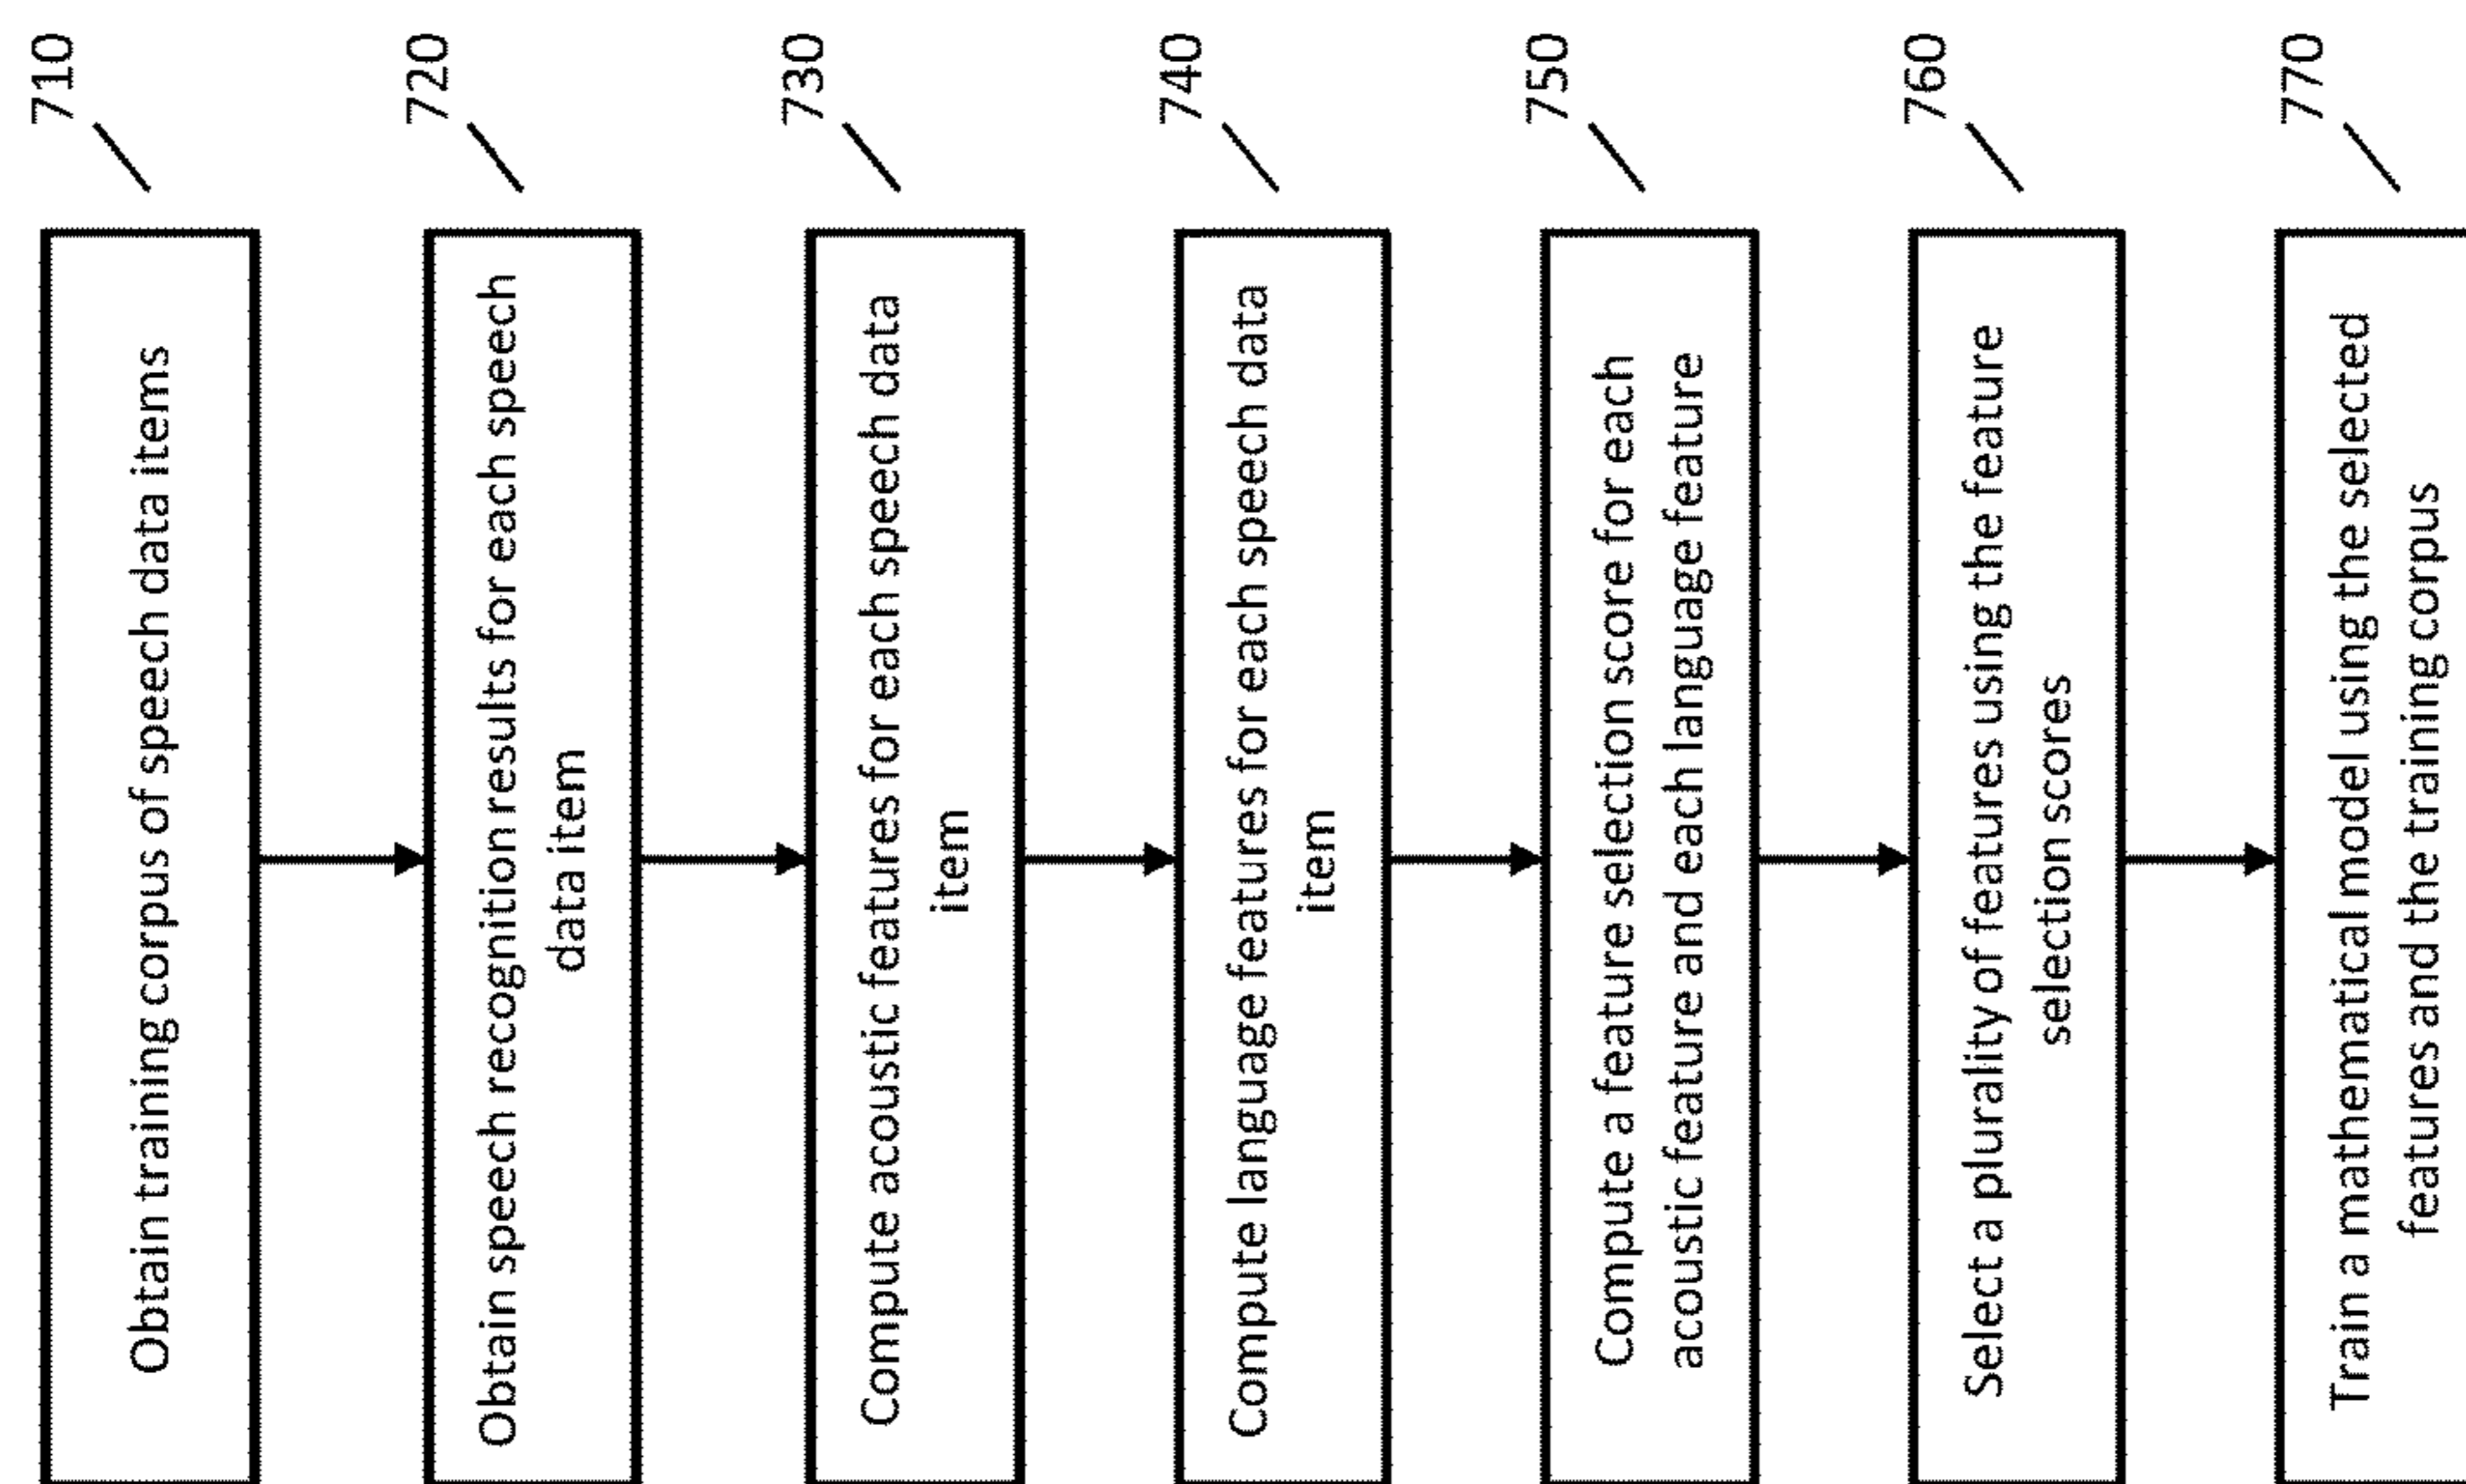 710
Obtain training corpus of speech data items
720
Obtain speech recognition results for each speech
data item
730
Compute acoustic features for each speech data
item
740
Compute language features for each speech data
item
750
Compute a feature selection score for each
acoustic feature and each language feature
760
Select a plurality of features using the feature
selection scores
770
Train a mathematical model using the selected
features and the training corpus